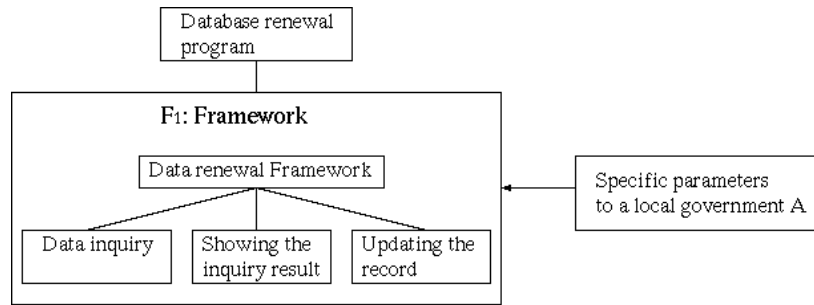 Database renewal
program
F1: Framework
Data renewal Framework
Data inquiry
Showing the
inquiry result
Updating the
record
Specific parameters
to a local government A